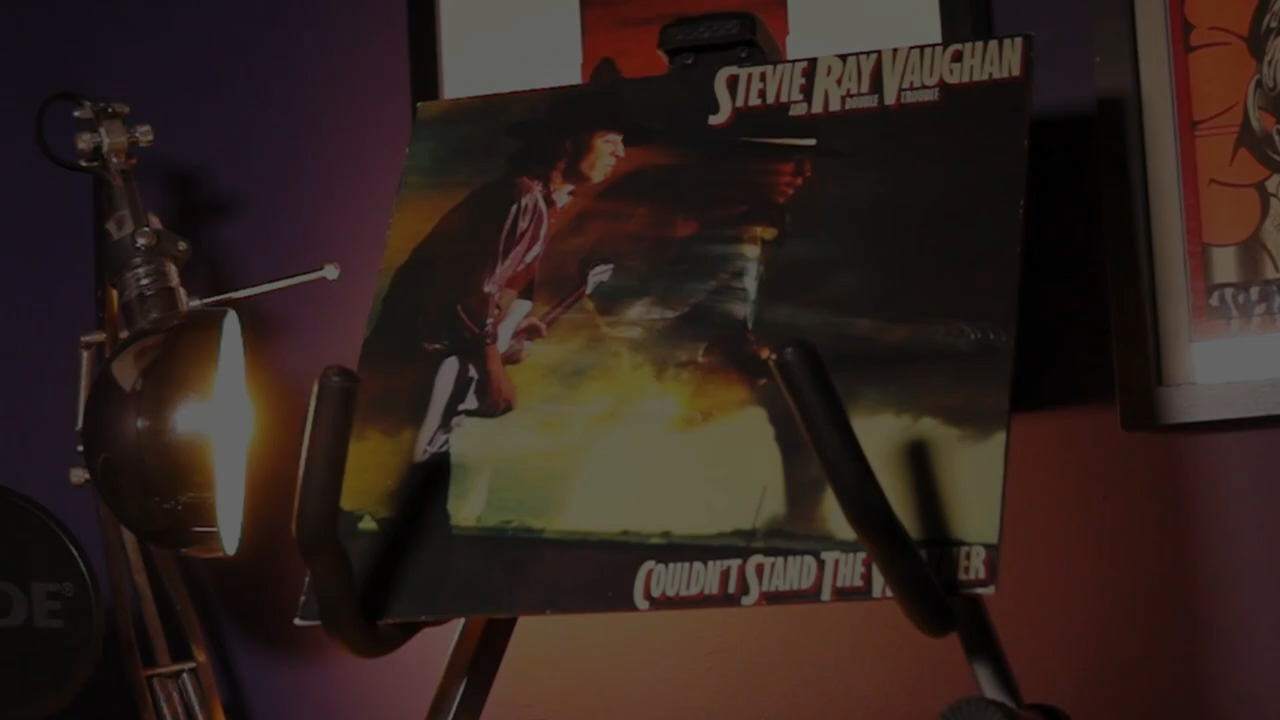 STEVIE RAY VAUGHAN
AND DOUBLE TROUBLE
COULDN'T STAND THE
DE®